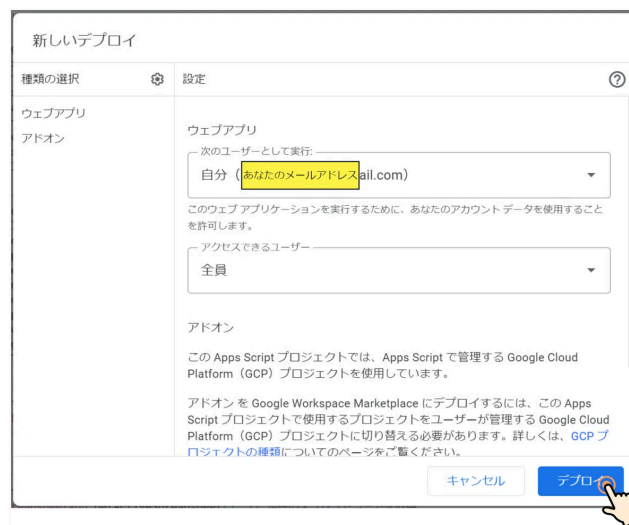 新しいデプロイ
種類の選択
設定
ウェブアプリ
アドオン
ウェブアプリ
次のユーザーとして実行:
自分（あなたのメールアドレスail.com）
このウェブ アプリケーションを実行するために、あなたのアカウント データを使用すること
を許可します。
アクセスできるユーザー
全員
アドオン
この Apps Script プロジェクトでは、Apps Script で管理する Google Cloud
Platform（GCP）プロジェクトを使用しています。
アドオン を Google Workspace Marketplace にデプロイするには、この Apps
Script プロジェクトで使用するプロジェクトをユーザーが管理する Google Cloud
Platform（GCP）プロジェクトに切り替える必要があります。詳しくは、GCP プ
ロジェクトの種類についてのページをご覧ください。
キャンセル
デプロイ